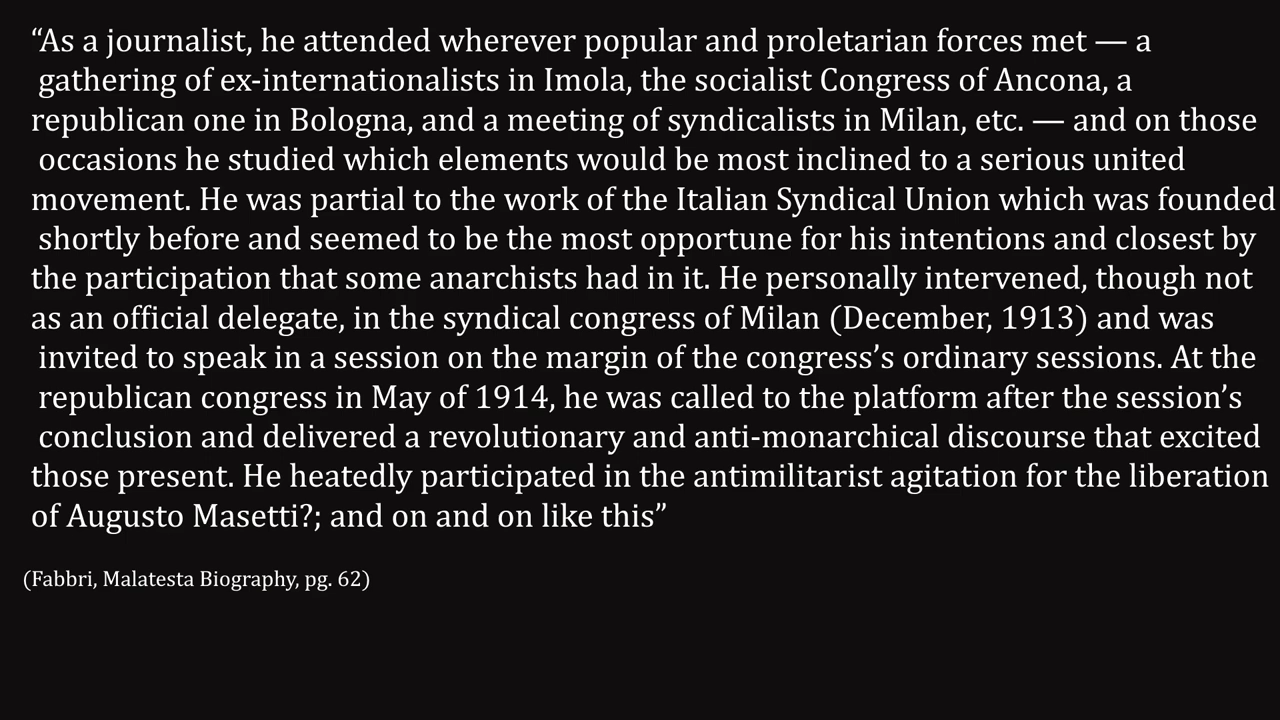 “As a journalist, he attended wherever popular and proletarian forces met — a
gathering of ex-internationalists in Imola, the socialist Congress of Ancona, a
republican one in Bologna, and a meeting of syndicalists in Milan, etc. — and on those
occasions he studied which elements would be most inclined to a serious united
movement. He was partial to the work of the Italian Syndical Union which was founded
shortly before and seemed to be the most opportune for his intentions and closest by
the participation that some anarchists had in it. He personally intervened, though not
as an official delegate, in the syndical congress of Milan (December, 1913) and was
invited to speak in a session on the margin of the congress’s ordinary sessions. At the
republican congress in May of 1914, he was called to the platform after the session’s
conclusion and delivered a revolutionary and anti-monarchical discourse that excited
those present. He heatedly participated in the antimilitarist agitation for the liberation
of Augusto Masetti?; and on and on like this”
(Fabbri, Malatesta Biography, pg. 62)